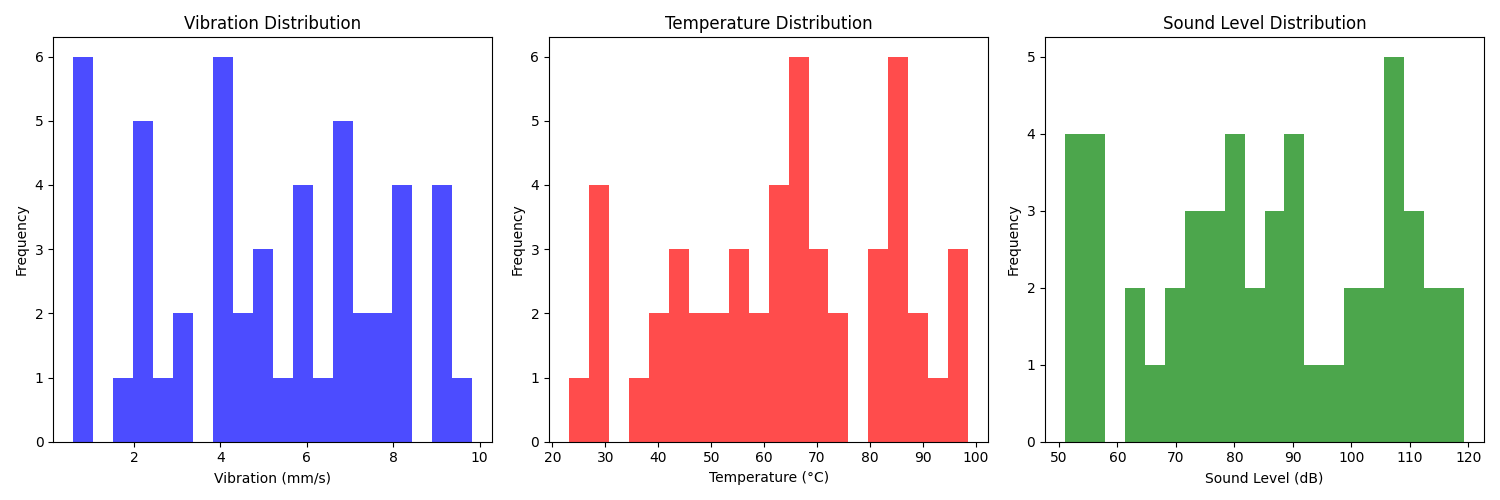 Vibration Distribution
Frequency
6
5
4
3
2
1
0
2 4 6 8 10
Vibration (mm/s)
Temperature Distribution
Frequency
6
5
4
3
2
1
0
20 30 40 50 60 70 80 90 100
Temperature (°C)
Sound Level Distribution
Frequency
5
4
3
2
1
0
50 60 70 80 90 100 110 120
Sound Level (dB)